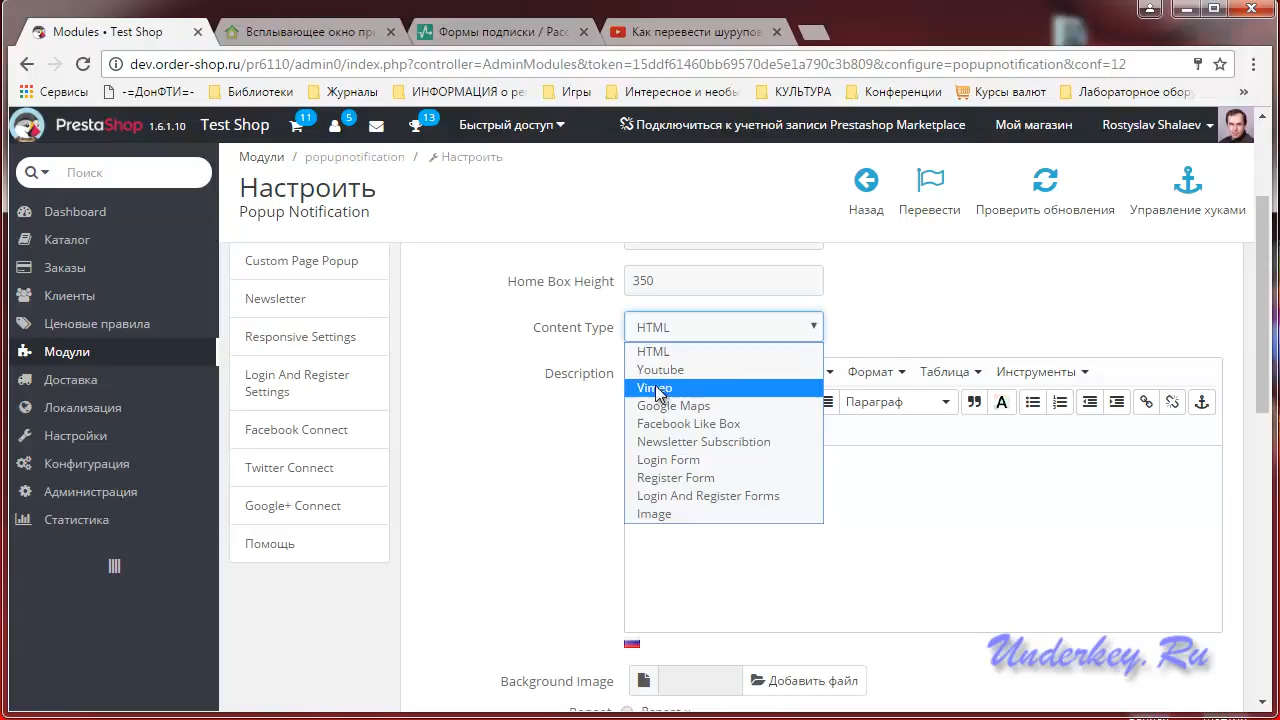 Modules • Test Shop
Всплывающее окно пр
Формы подписки / Расс
Как перевести шурупов
dev.order-shop.ru/pr6110/admin0/index.php?controller=AdminModules&token=15ddf61460bb69570de5e1a790c3b809&configure=popupnotification&conf=12
Сервисы
-=ДонФТИ=-
Библиотеки
Журналы
ИНФОРМАЦИЯ о ре
Игры
Интересное и нео
КУЛЬТУРА
Конференции
Курсы валют
Лабораторное обор
PrestaShop 1.6.1.10
Test Shop
11
5
13
Быстрый доступ
Подключиться к учетной записи Prestashop Marketplace
Мой магазин
Rostyslav Shalaev
Поиск
Dashboard
Каталог
Заказы
Клиенты
Ценовые правила
Модули
Доставка
Локализация
Настройки
Конфигурация
Администрация
Статистика
Модули / popupnotification / Настроить
Настроить
Popup Notification
Назад
Перевести
Проверить обновления
Управление хуками
Custom Page Popup
Newsletter
Responsive Settings
Login And Register
Settings
Facebook Connect
Twitter Connect
Google+ Connect
Помощь
Home Box Height
350
Content Type
HTML
HTML
Youtube
Vimeo
Google Maps
Facebook Like Box
Newsletter Subscribtion
Login Form
Register Form
Login And Register Forms
Image
Description
Формат
Таблица
Инструменты
Параграф
A
Background Image
Добавить файл
Repeat
Repeat x
Underkey.Ru